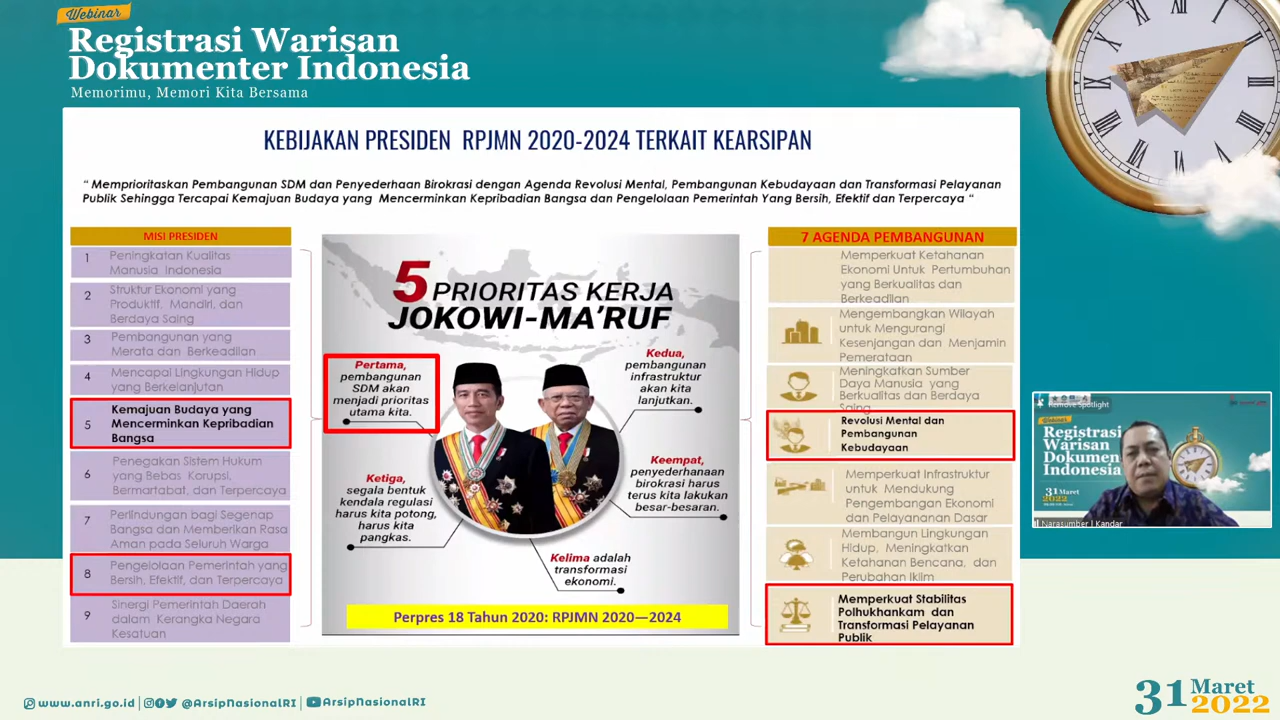 Webinar
Registrasi Warisan
Dokumenter Indonesia
Memorimu, Memori Kita Bersama
KEBIJAKAN PRESIDEN RPJMN 2020-2024 TERKAIT KEARSIPAN
“ Memprioritaskan Pembangunan SDM dan Penyederhaan Birokrasi dengan Agenda Revolusi Mental, Pembangunan Kebudayaan dan Transformasi Pelayanan
Publik Sehingga Tercapai Kemajuan Budaya yang Mencerminkan Kepribadian Bangsa dan Pengelolaan Pemerintah Yang Bersih, Efektif dan Terpercaya “
MISI PRESIDEN
1 Peningkatan Kualitas
Manusia Indonesia
2 Struktur Ekonomi yang
Produktif, Mandiri, dan
Berdaya Saing
3 Pembangunan yang
Merata dan Berkeadilan
4 Mencapai Lingkungan Hidup
yang Berkelanjutan
5 Kemajuan Budaya yang
Mencerminkan Kepribadian
Bangsa
6 Penegakan Sistem Hukum
yang Bebas Korupsi,
Bermartabat, dan Terpercaya
7 Perlindungan bagi Segenap
Bangsa dan Memberikan Rasa
Aman pada Seluruh Warga
8 Pengelolaan Pemerintah yang
Bersih, Efektif, dan Terpercaya
9 Sinergi Pemerintah Daerah
dalam Kerangka Negara
Kesatuan
5 PRIORITAS KERJA
JOKOWI-MA’RUF
Pertama,
pembangunan
SDM akan
menjadi prioritas
utama kita.
Kedua,
pembangunan
infrastruktur
akan kita
lanjutkan.
Ketiga,
segala bentuk
kendala regulasi
harus kita potong,
harus kita
pangkas.
Keempat,
penyederhanaan
birokrasi harus
terus kita lakukan
besar-besaran.
Kelima adalah
transformasi
ekonomi.
Perpres 18 Tahun 2020: RPJMN 2020—2024
7 AGENDA PEMBANGUNAN
Memperkuat Ketahanan
Ekonomi Untuk Pertumbuhan
yang Berkualitas dan
Berkeadilan
Mengembangkan Wilayah
untuk Mengurangi
Kesenjangan dan Menjamin
Pemerataan
Meningkatkan Sumber
Daya Manusia yang
Berkualitas dan Berdaya
Saing
Revolusi Mental dan
Pembangunan
Kebudayaan
Memperkuat Infrastruktur
untuk Mendukung
Pengembangan Ekonomi
dan Pelayanan Dasar
Membangun Lingkungan
Hidup, Meningkatkan
Ketahanan Bencana, dan
Perubahan Iklim
Memperkuat Stabilitas
Polhukhankam dan
Transformasi Pelayanan
Publik
Remove Spotlight
Webinar
Registrasi
Warisan
Dokumen
Indonesia
31 Maret
2022
Narasumber | Kandar
www.anri.go.id | @ArsipNasionalRI | ArsipNasionalRI
31 Maret
2022